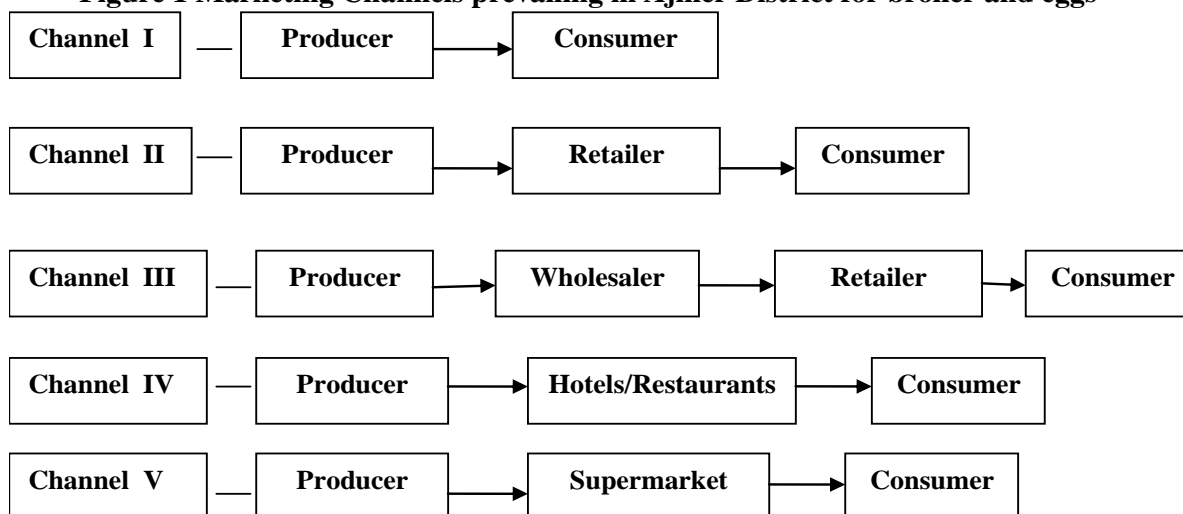 Figure 1 Marketing Channels prevailing in Ajmer District for broiler and eggs
Channel I Producer Consumer
Channel II Producer Retailer Consumer
Channel III Producer Wholesaler Retailer Consumer
Channel IV Producer Hotels/Restaurants Consumer
Channel V Producer Supermarket Consumer